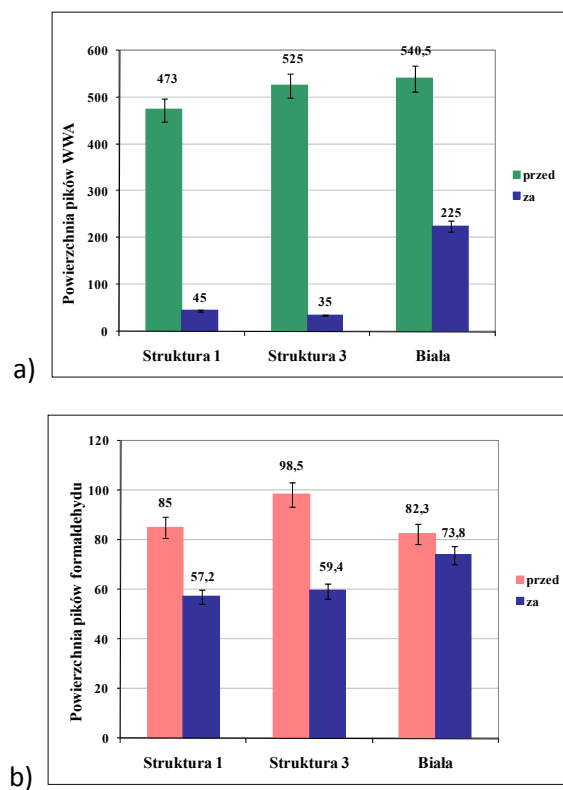 Powierzchnia pików WWA
600
500
400
300
200
100
0
473
45
525
35
540,5
225
Struktura 1
Struktura 3
Biała
przed
za
a)
Powierzchnia pików formaldehydu
120
100
80
60
40
20
0
85
57,2
98,5
59,4
82,3
73,8
Struktura 1
Struktura 3
Biała
przed
za
b)